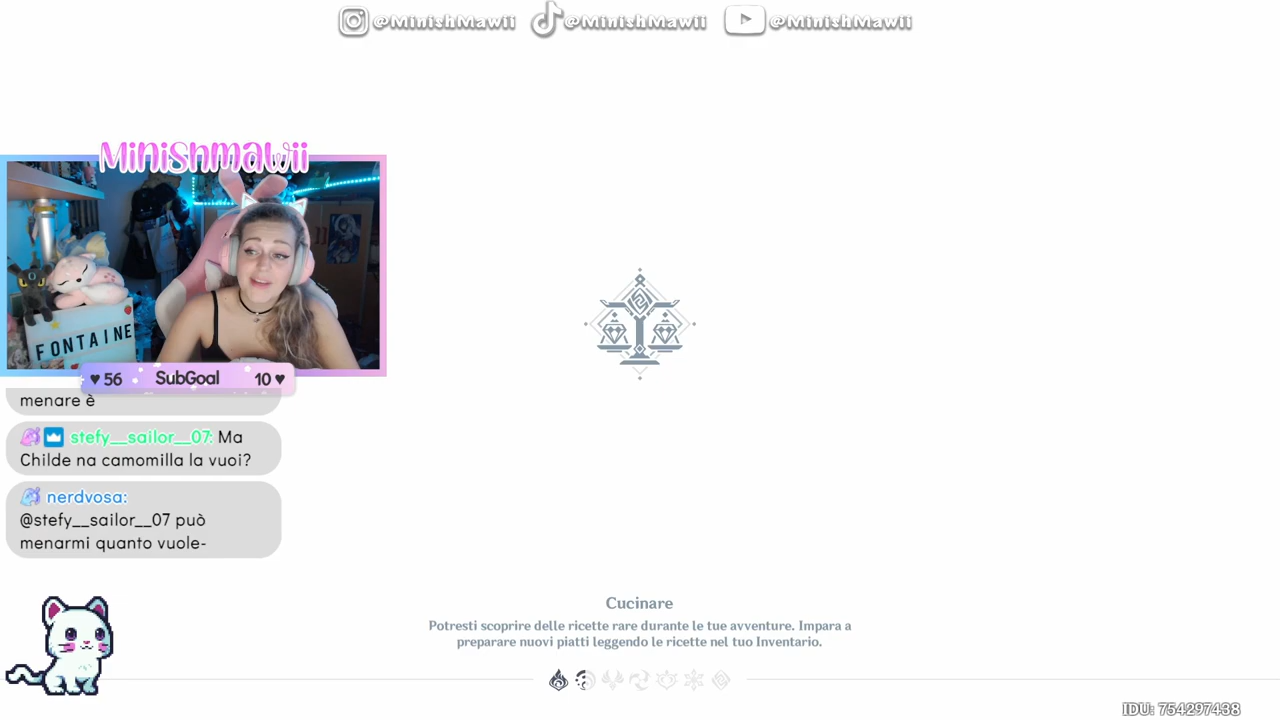 @MinishMawii @MinishMawii @MinishMawii
MiniShmawii
FONTAINE
♥ 56 SubGoal 10 ♥
menare è
stefy__sailor__07: Ma
Childe na camomilla la vuoi?
nerdvosa:
@stefy__sailor__07 può
menarmi quanto vuole-
Cucinare
Potresti scoprire delle ricette rare durante le tue avventure. Impara a
preparare nuovi piatti leggendo le ricette nel tuo Inventario.
IDU: 754297438